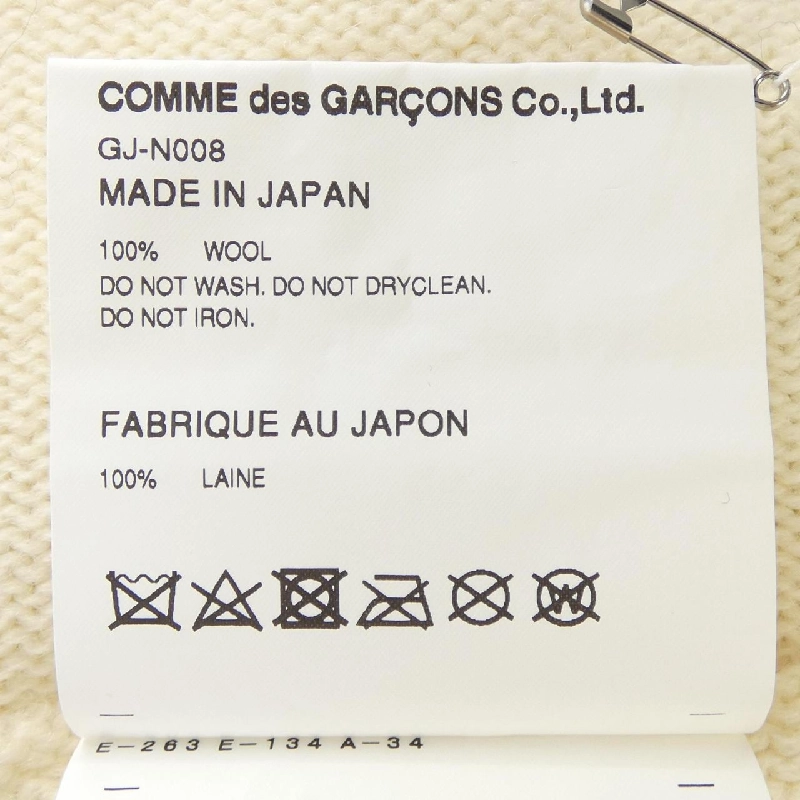 COMME des GARÇONS Co.,Ltd.
GJ-N008
MADE IN JAPAN
100% WOOL
DO NOT WASH. DO NOT DRYCLEAN.
DO NOT IRON.
FABRIQUE AU JAPON
100% LAINE
W
E-263 E-134 A-34